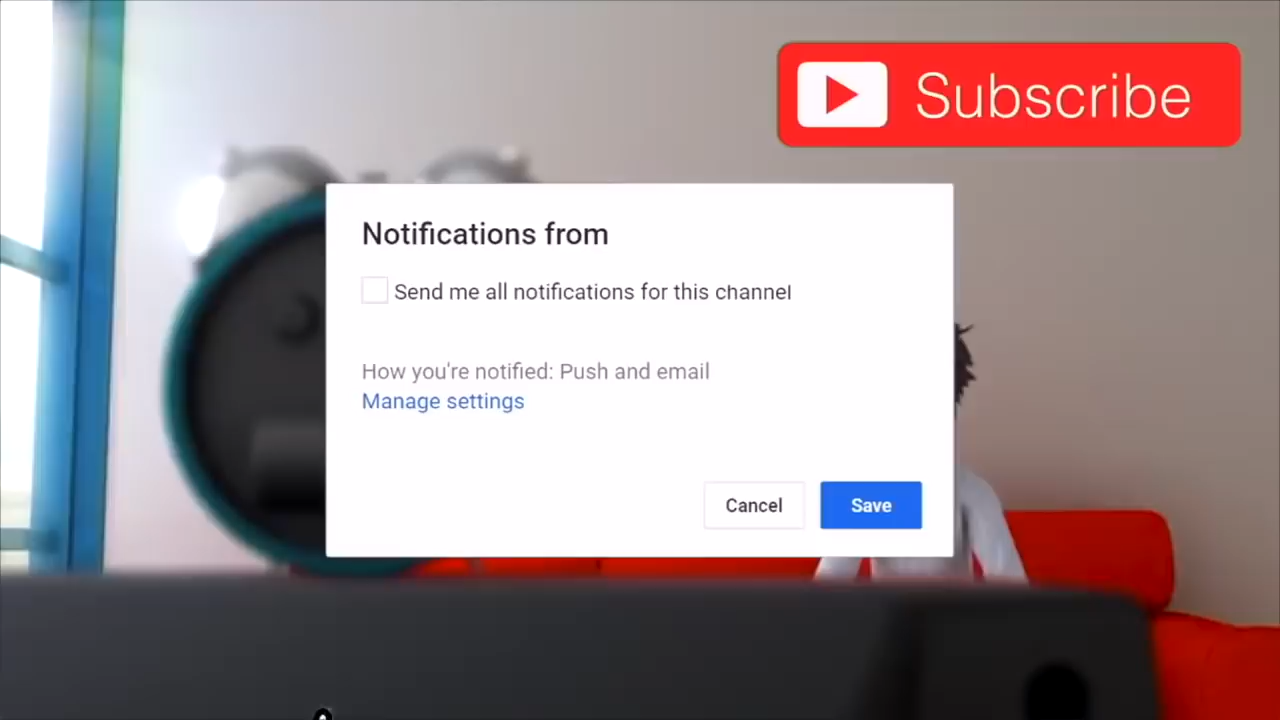 Subscribe
Notifications from
Send me all notifications for this channel
How you're notified: Push and email
Manage settings
Cancel
Save